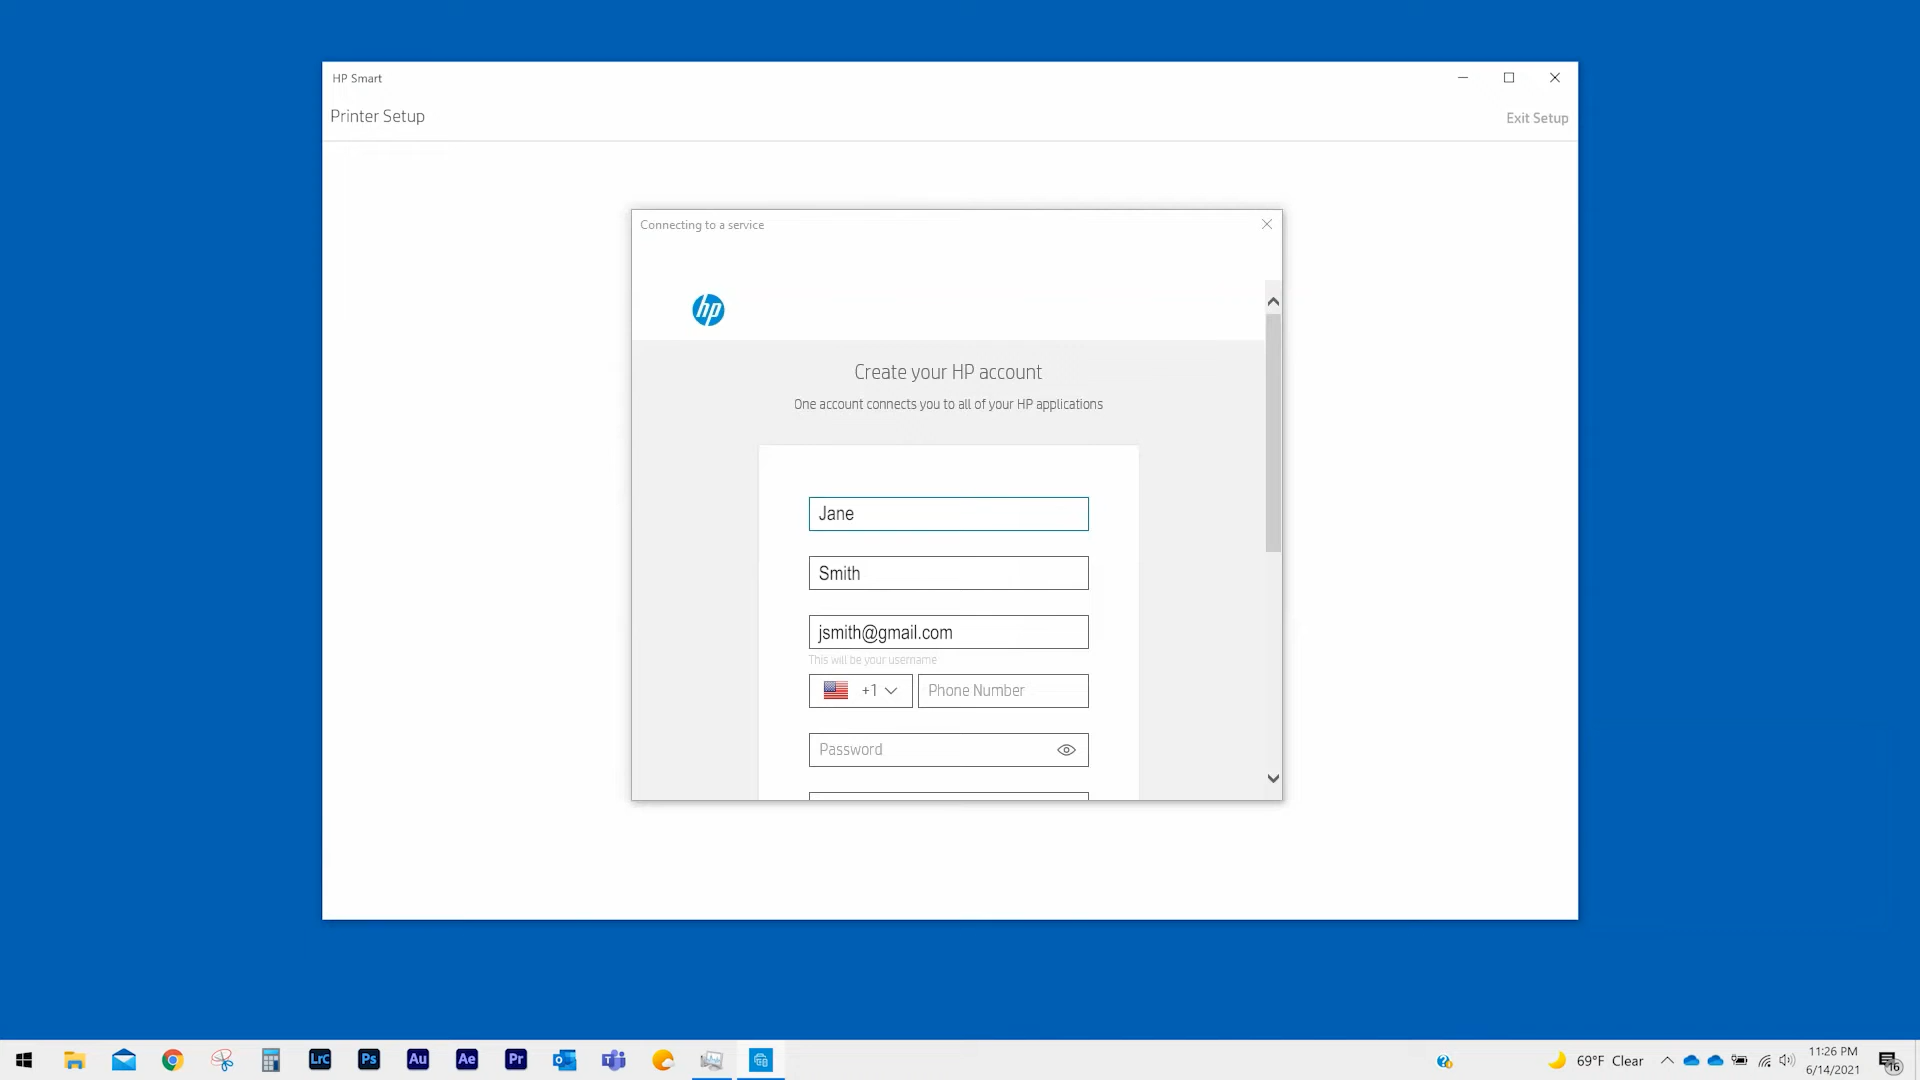 HP Smart
Printer Setup
Exit Setup
Connecting to a service
hp
Create your HP account
One account connects you to all of your HP applications
Jane
Smith
jsmith@gmail.com
This will be your username
+1
Phone Number
Password
LrC
Ps
Au
Ae
Pr
69°F Clear
11:26 PM
6/14/2021
16